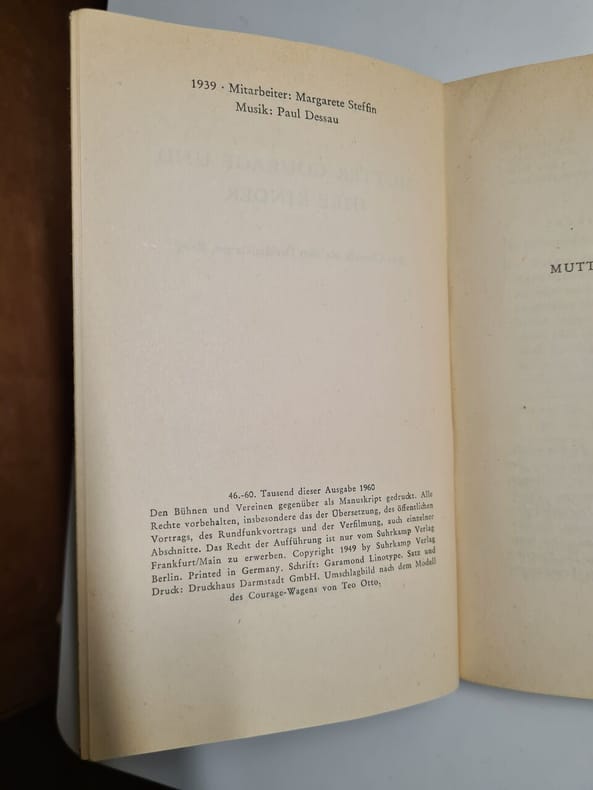 1939 · Mitarbeiter: Margarete Steffin
Musik: Paul Dessau
46.-60. Tausend dieser Ausgabe 1960
Den Bühnen und Vereinen gegenüber als Manuskript gedruckt. Alle
Rechte vorbehalten, insbesondere das der Übersetzung, des öffentlichen
Vortrags, des Rundfunkvortrags und der Verfilmung, auch einzelner
Abschnitte. Das Recht der Aufführung ist nur vom Suhrkamp Verlag
Frankfurt/Main zu erwerben. Copyright 1949 by Suhrkamp Verlag
Berlin. Printed in Germany. Schrift: Garamond Linotype. Satz und
Druck: Druckhaus Darmstadt GmbH. Umschlagbild nach dem Modell
des Courage-Wagens von Teo Otto.
MUTT